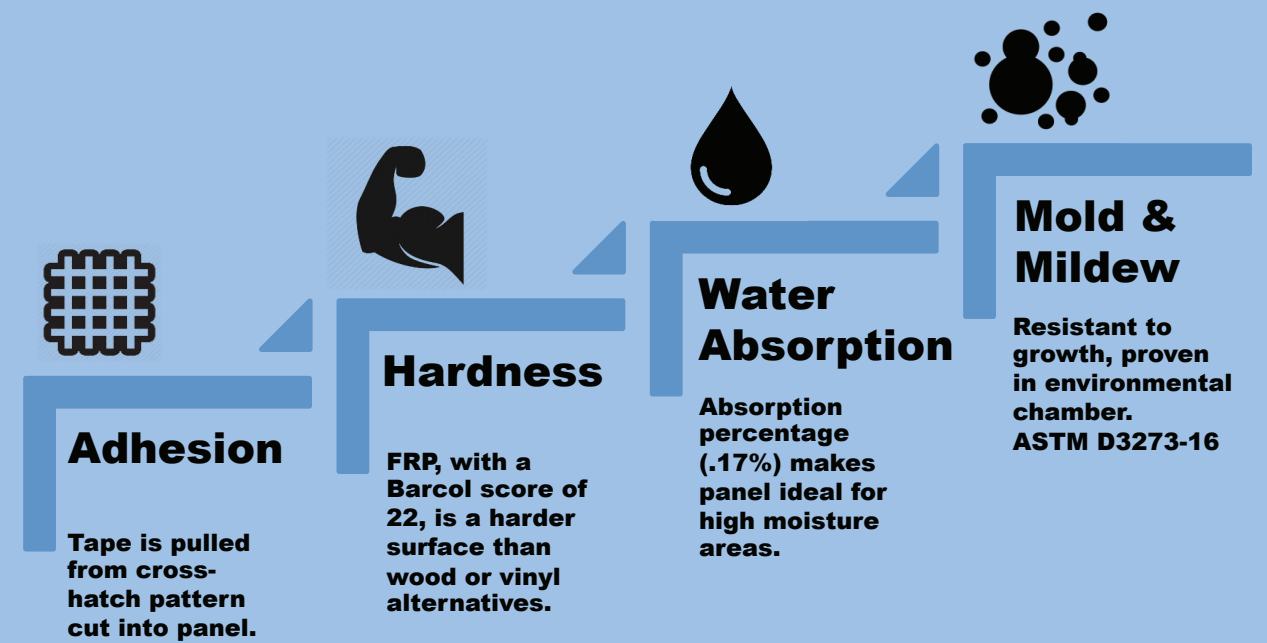 Adhesion
Tape is pulled
from cross-
hatch pattern
cut into panel.
Hardness
FRP, with a
Barcol score of
22, is a harder
surface than
wood or vinyl
alternatives.
Water
Absorption
Absorption
percentage
(.17%) makes
panel ideal for
high moisture
areas.
Mold &
Mildew
Resistant to
growth, proven
in environmental
chamber.
ASTM D3273-16